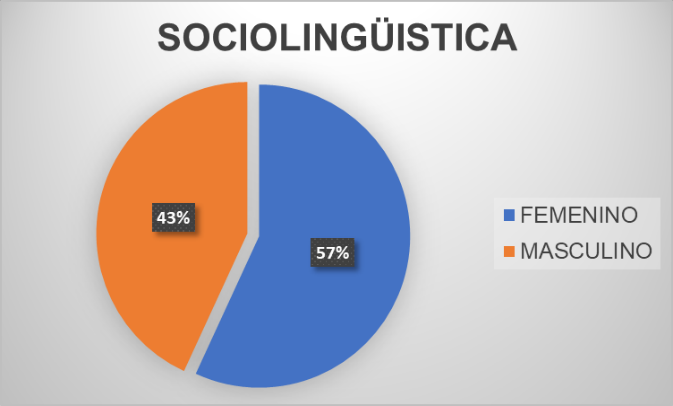 SOCIOLINGÜISTICA
43%
57%
FEMENINO
MASCULINO